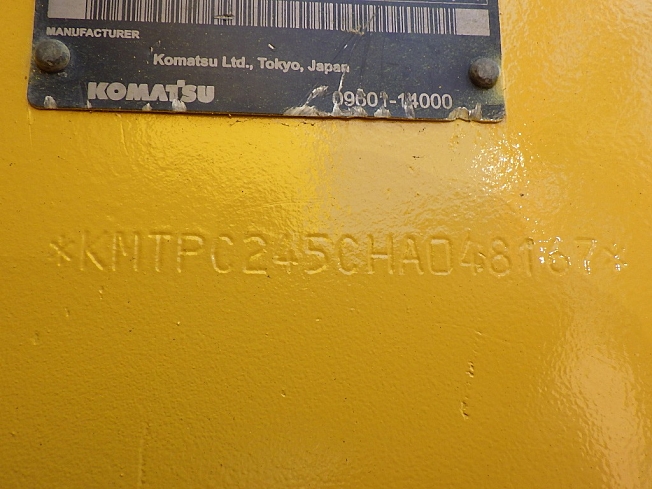 MANUFACTURER
Komatsu Ltd., Tokyo, Japan
KOMATSU 09601-14000
*KMTPC245CHA048167*